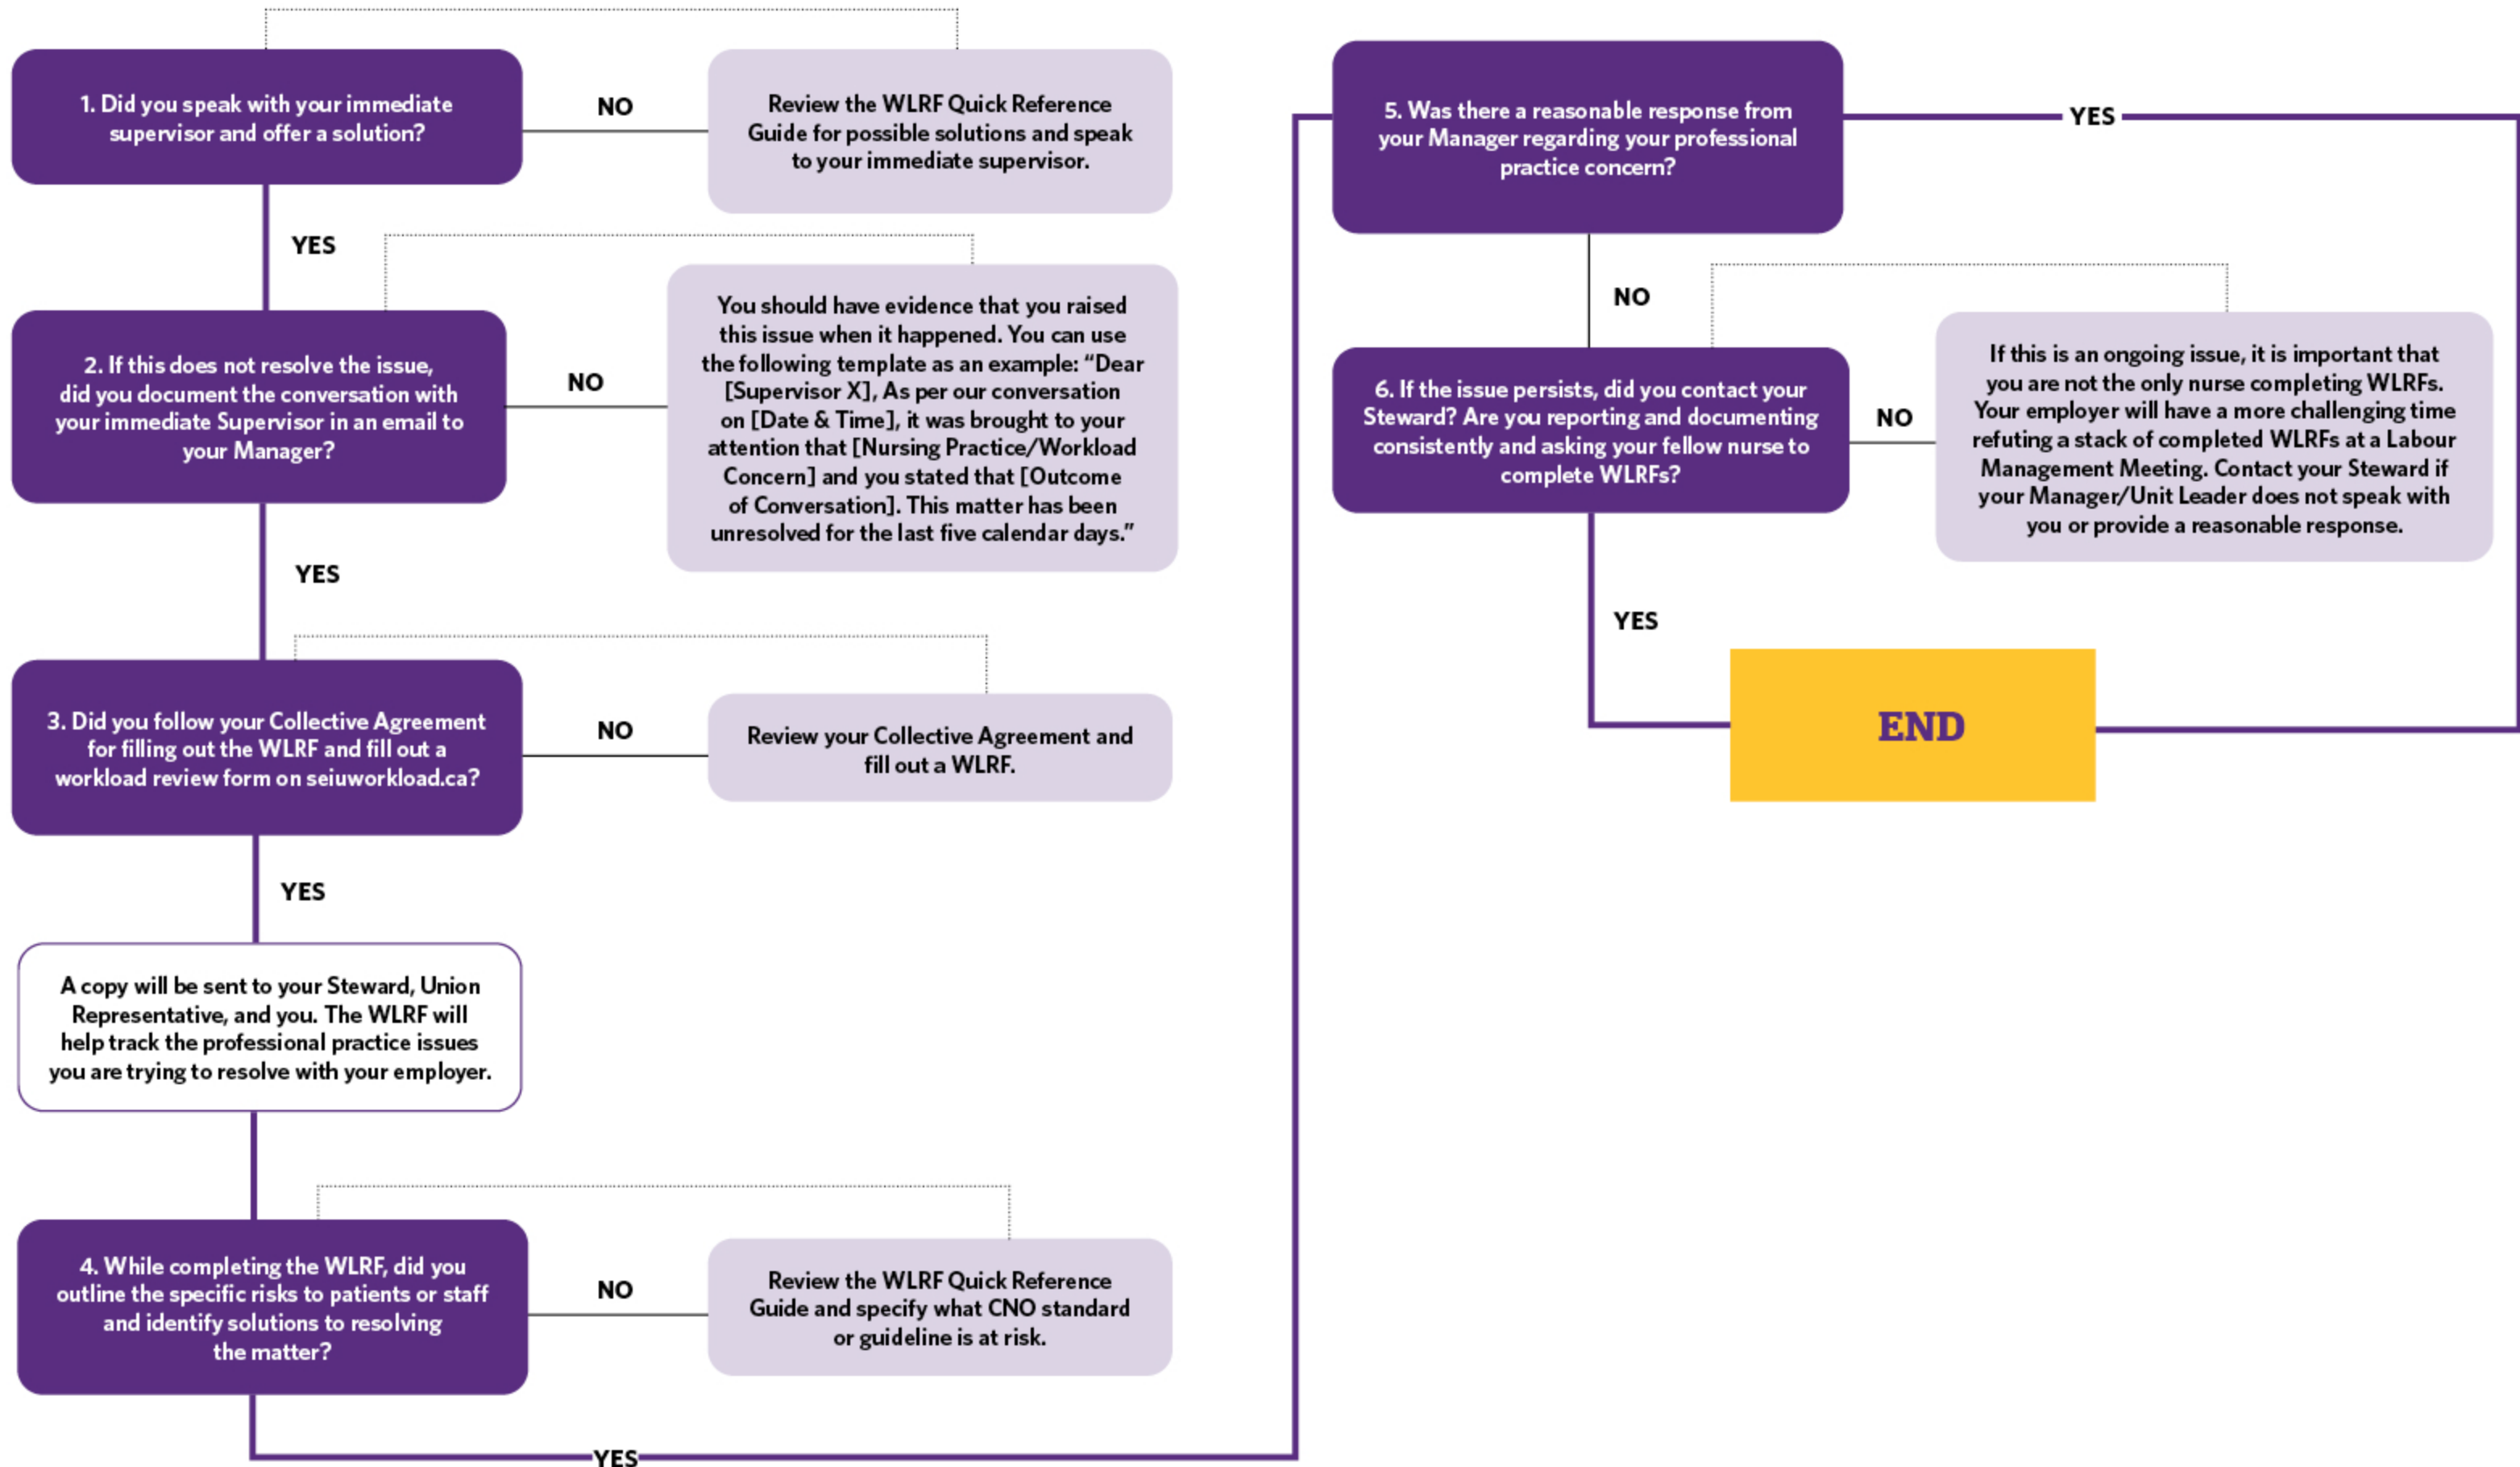 1. Did you speak with your immediate
supervisor and offer a solution?
NO
Review the WLRF Quick Reference
Guide for possible solutions and speak
to your immediate supervisor.
YES
2. If this does not resolve the issue,
did you document the conversation with
your immediate Supervisor in an email to
your Manager?
NO
You should have evidence that you raised
this issue when it happened. You can use
the following template as an example: “Dear
[Supervisor X], As per our conversation
on [Date & Time], it was brought to your
attention that [Nursing Practice/Workload
Concern] and you stated that [Outcome
of Conversation]. This matter has been
unresolved for the last five calendar days.”
YES
3. Did you follow your Collective Agreement
for filling out the WLRF and fill out a
workload review form on seiuworkload.ca?
NO
Review your Collective Agreement and
fill out a WLRF.
YES
A copy will be sent to your Steward, Union
Representative, and you. The WLRF will
help track the professional practice issues
you are trying to resolve with your employer.
4. While completing the WLRF, did you
outline the specific risks to patients or staff
and identify solutions to resolving
the matter?
NO
Review the WLRF Quick Reference
Guide and specify what CNO standard
or guideline is at risk.
YES
5. Was there a reasonable response from
your Manager regarding your professional
practice concern?
YES
NO
6. If the issue persists, did you contact your
Steward? Are you reporting and documenting
consistently and asking your fellow nurse to
complete WLRFs?
NO
If this is an ongoing issue, it is important that
you are not the only nurse completing WLRFs.
Your employer will have a more challenging time
refuting a stack of completed WLRFs at a Labour
Management Meeting. Contact your Steward if
your Manager/Unit Leader does not speak with
you or provide a reasonable response.
YES
END